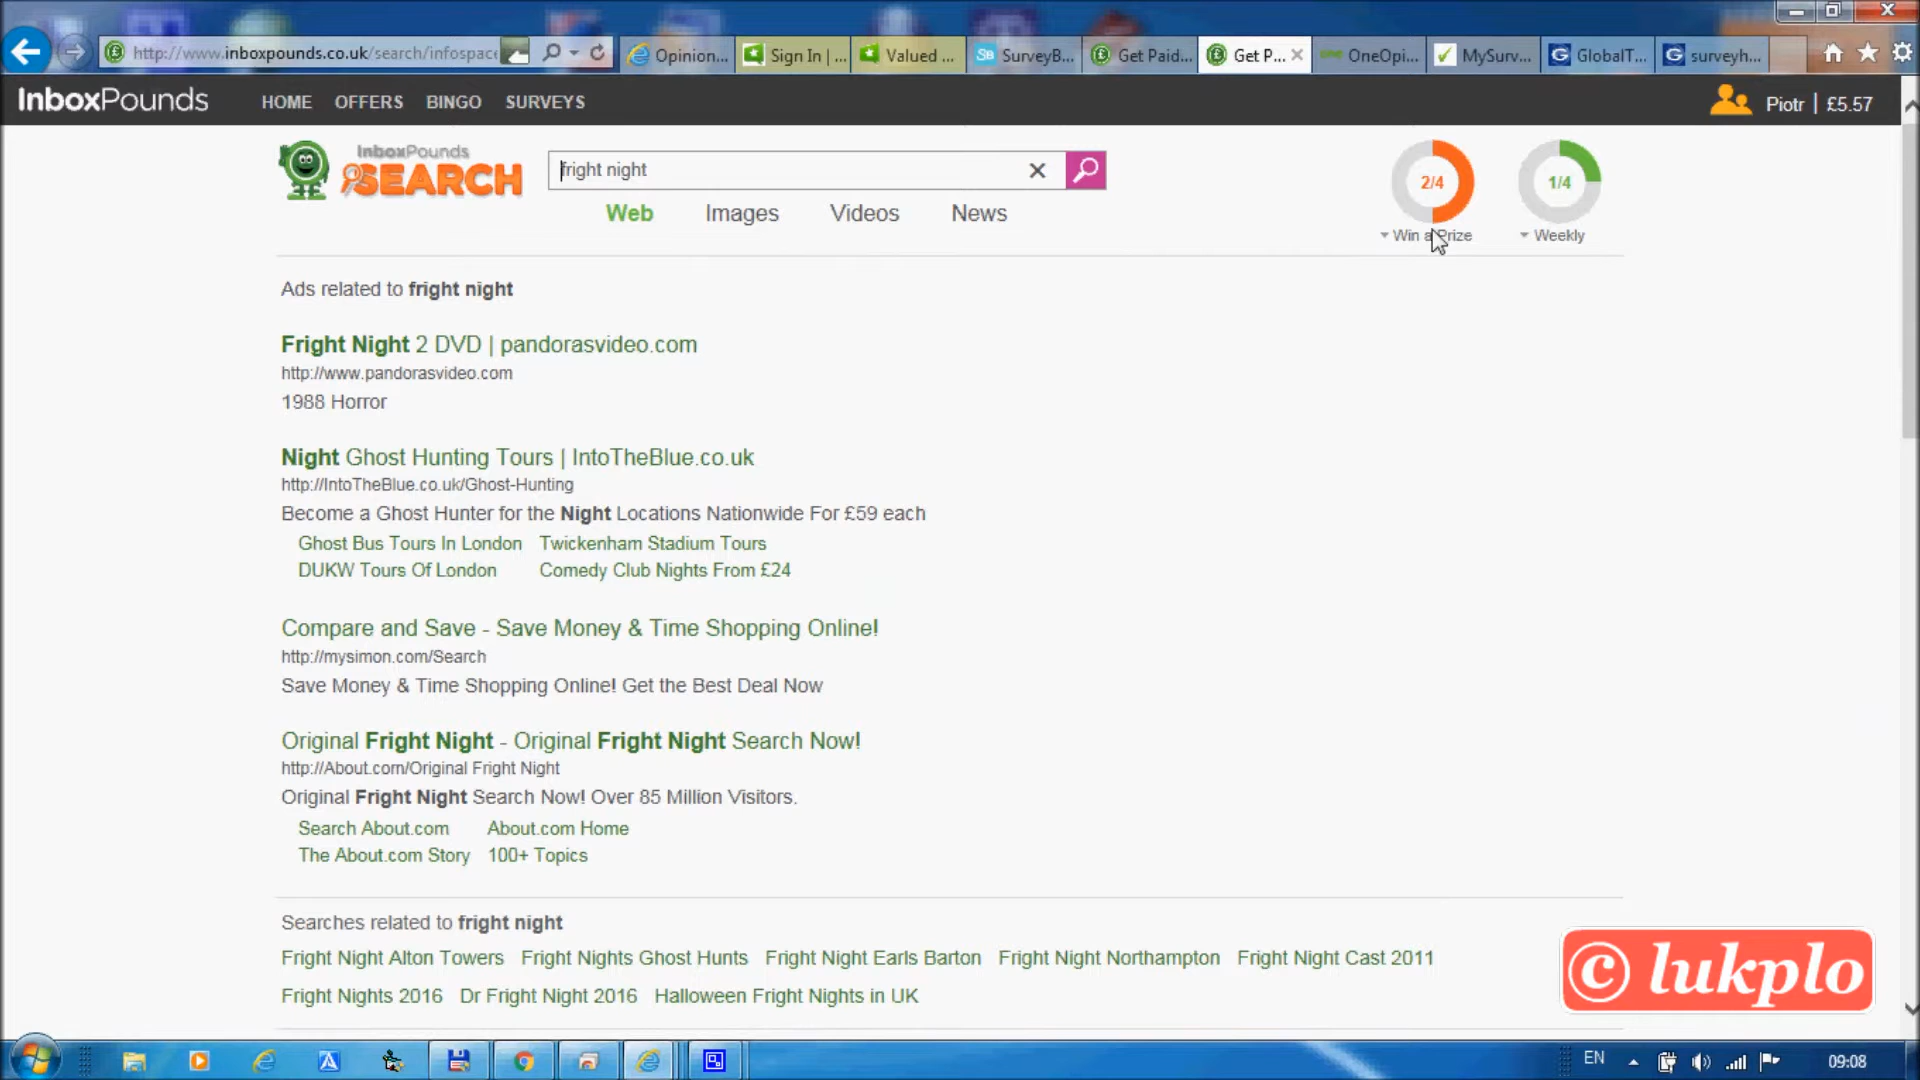 http://www.inboxpounds.co.uk/search/infospace
Opinion...
Sign In | ...
Valued ...
SB SurveyB...
Get Paid...
Get P...
OneOpi...
MySurv...
GlobalT...
surveyh...
InboxPounds
HOME OFFERS BINGO SURVEYS
Piotr | £5.57
InboxPounds
SEARCH
fright night
2/4
1/4
Web Images Videos News
Win a Prize
Weekly
Ads related to fright night
Fright Night 2 DVD | pandorasvideo.com
http://www.pandorasvideo.com
1988 Horror
Night Ghost Hunting Tours | IntoTheBlue.co.uk
http://IntoTheBlue.co.uk/Ghost-Hunting
Become a Ghost Hunter for the Night Locations Nationwide For £59 each
Ghost Bus Tours In London Twickenham Stadium Tours
DUKW Tours Of London Comedy Club Nights From £24
Compare and Save - Save Money & Time Shopping Online!
http://mysimon.com/Search
Save Money & Time Shopping Online! Get the Best Deal Now
Original Fright Night - Original Fright Night Search Now!
http://About.com/Original Fright Night
Original Fright Night Search Now! Over 85 Million Visitors.
Search About.com About.com Home
The About.com Story 100+ Topics
Searches related to fright night
Fright Night Alton Towers Fright Nights Ghost Hunts Fright Night Earls Barton Fright Night Northampton Fright Night Cast 2011
Fright Nights 2016 Dr Fright Night 2016 Halloween Fright Nights in UK
© lukplo
EN
09:08